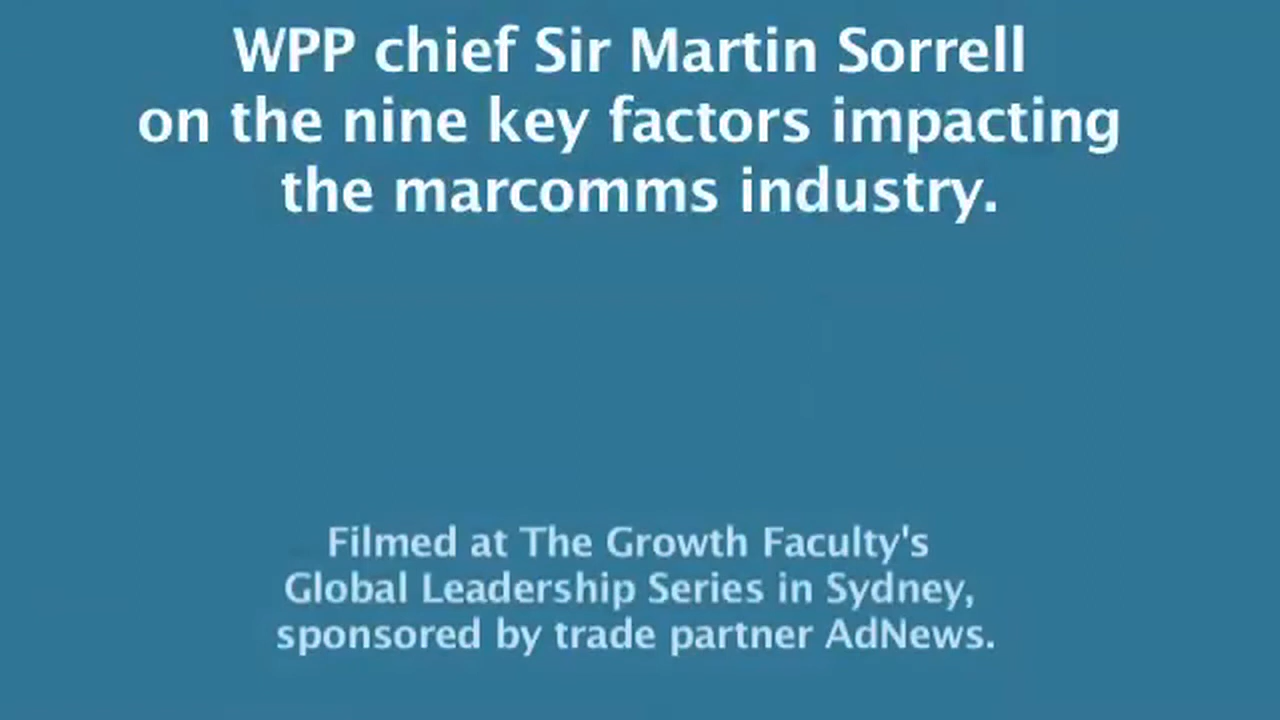 WPP chief Sir Martin Sorrell
on the nine key factors impacting
the marcomms industry.
Filmed at The Growth Faculty's
Global Leadership Series in Sydney,
sponsored by trade partner AdNews.